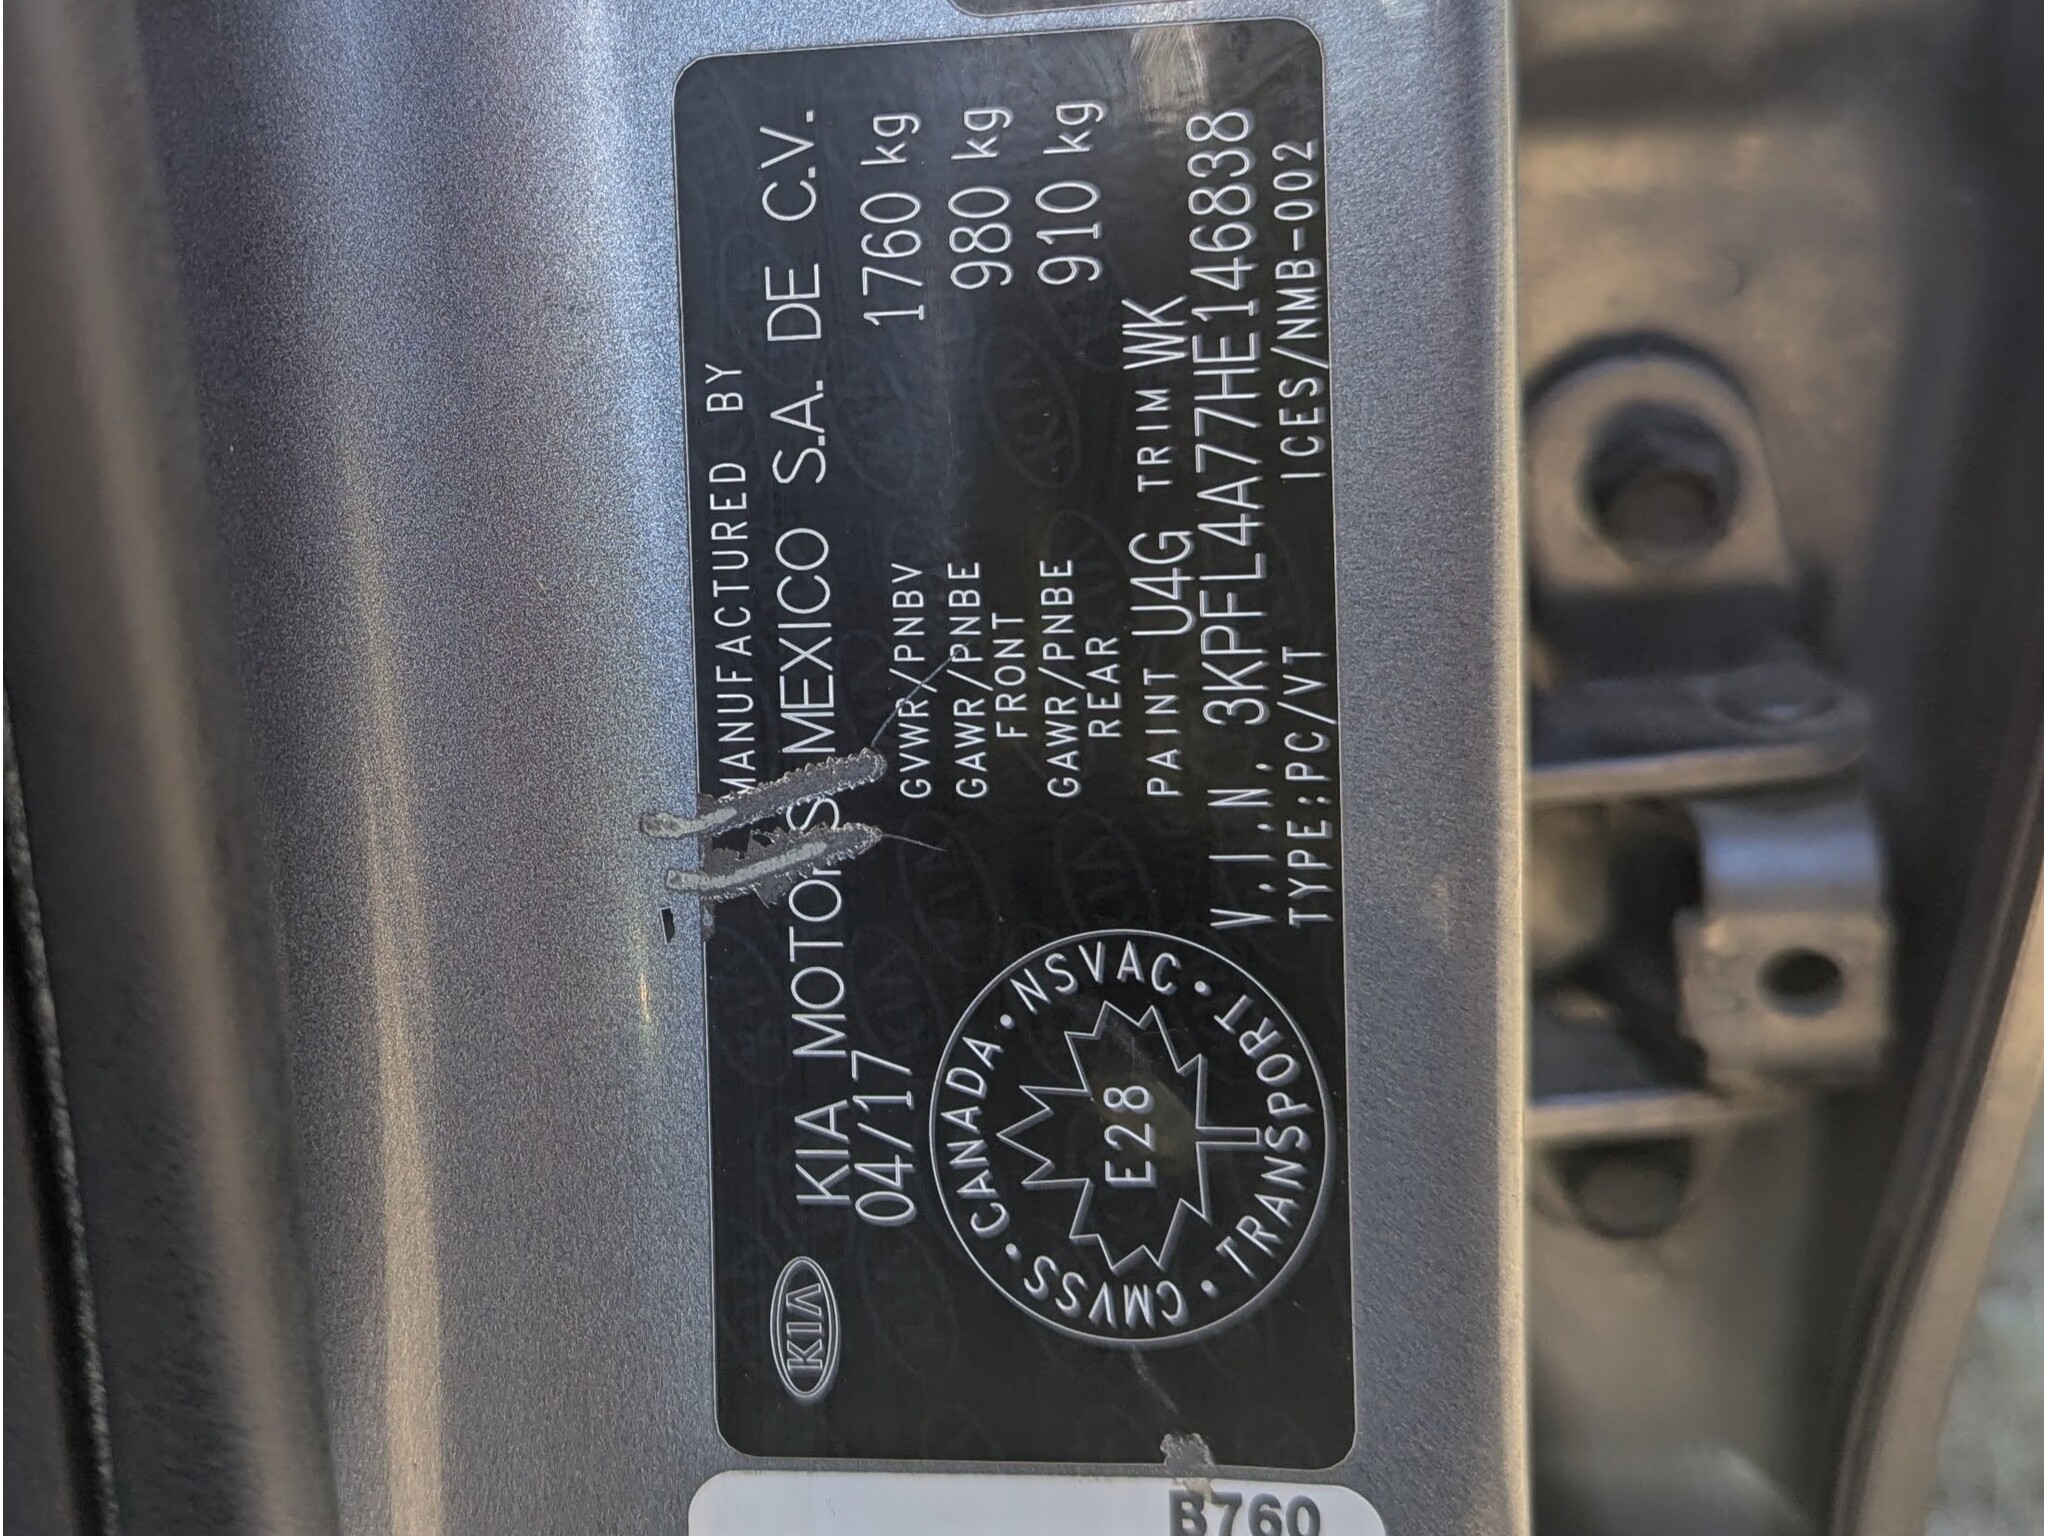 MANUFACTURED BY
KIA
KIA MOTORS MEXICO S.A. DE C.V.
04/17
GVWR/PNBV 1760 kg
GAWR/PNBE 980 kg
FRONT
GAWR/PNBE 910 kg
REAR
PAINT U4G TRIM WK
V.I.N. 3KPFL4A77HE146838
TYPE:PC/VT ICES/NMB-002
CANADA • NSVAC • TRANSPORT • CMVSS •
E28
B760